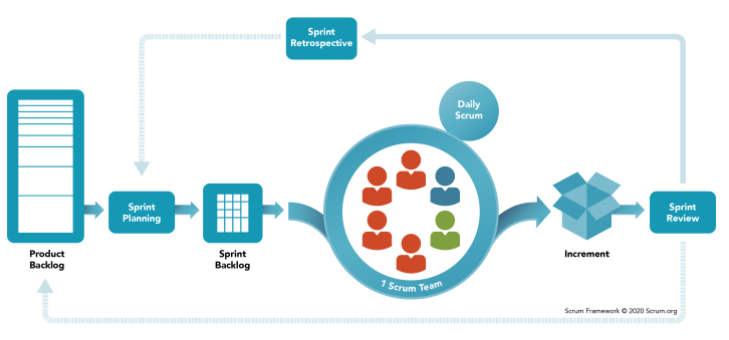 Sprint
Retrospective
Daily
Scrum
Sprint
Planning
Sprint
Review
Product
Backlog
Sprint
Backlog
Increment
1 Scrum Team
Scrum Framework © 2020 Scrum.org